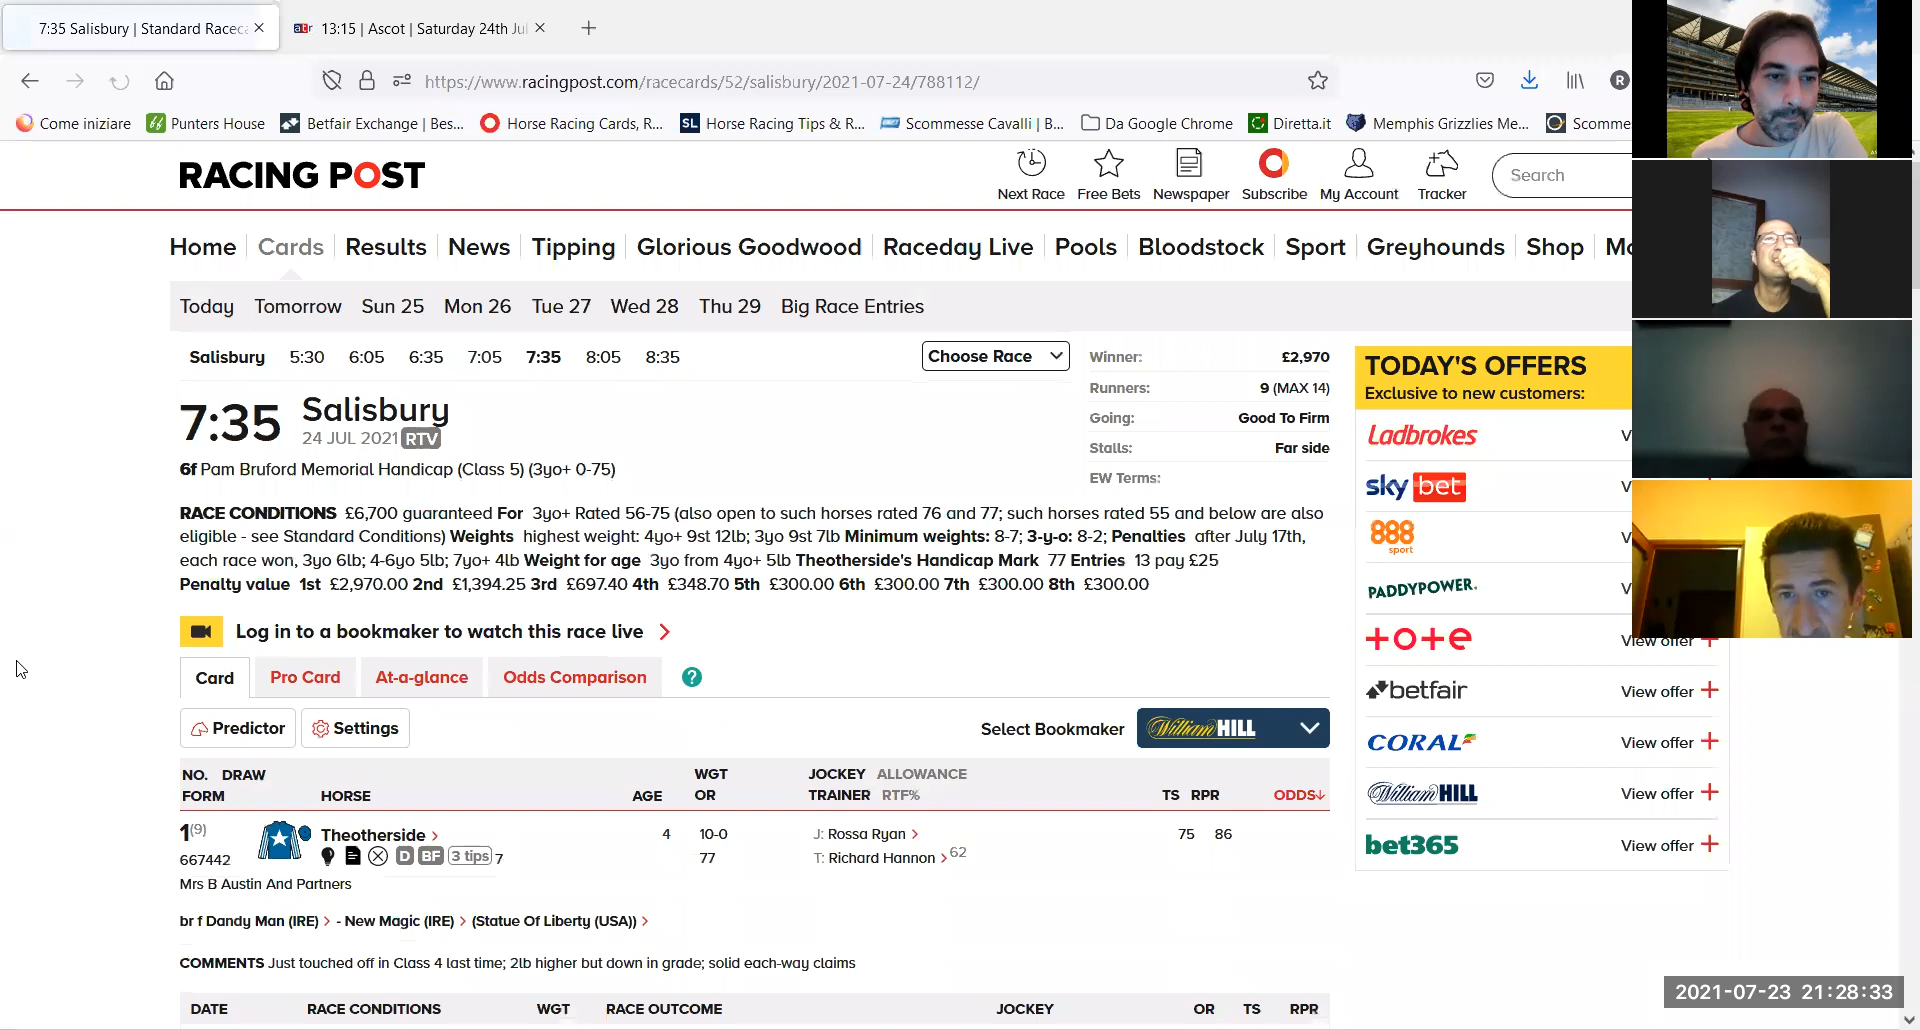 7:35 Salisbury | Standard Raceca
atr 13:15 | Ascot | Saturday 24th Jul
https://www.racingpost.com/racecards/52/salisbury/2021-07-24/788112/
R
Come iniziare Punters House Betfair Exchange | Bes... Horse Racing Cards, R... SL Horse Racing Tips & R... Scommesse Cavalli | B... Da Google Chrome Diretta.it Memphis Grizzlies Me... Scomme
RACING POST
Next Race Free Bets Newspaper Subscribe My Account Tracker Search
Home Cards Results News Tipping Glorious Goodwood Raceday Live Pools Bloodstock Sport Greyhounds Shop Mo
Today Tomorrow Sun 25 Mon 26 Tue 27 Wed 28 Thu 29 Big Race Entries
Salisbury 5:30 6:05 6:35 7:05 7:35 8:05 8:35 Choose Race
7:35 Salisbury
24 JUL 2021 RTV
6f Pam Bruford Memorial Handicap (Class 5) (3yo+ 0-75)
Winner: £2,970
Runners: 9 (MAX 14)
Going: Good To Firm
Stalls: Far side
EW Terms:
RACE CONDITIONS £6,700 guaranteed For 3yo+ Rated 56-75 (also open to such horses rated 76 and 77; such horses rated 55 and below are also
eligible - see Standard Conditions) Weights highest weight: 4yo+ 9st 12lb; 3yo 9st 7lb Minimum weights: 8-7; 3-y-o: 8-2; Penalties after July 17th,
each race won, 3yo 6lb; 4-6yo 5lb; 7yo+ 4lb Weight for age 3yo from 4yo+ 5lb Theotherside's Handicap Mark 77 Entries 13 pay £25
Penalty value 1st £2,970.00 2nd £1,394.25 3rd £697.40 4th £348.70 5th £300.00 6th £300.00 7th £300.00 8th £300.00
Log in to a bookmaker to watch this race live
Card Pro Card At-a-glance Odds Comparison ?
Predictor Settings Select Bookmaker William HILL
NO. DRAW WGT JOCKEY ALLOWANCE
FORM HORSE AGE OR TRAINER RTF% TS RPR ODDS
1(9) Theotherside 4 10-0 J: Rossa Ryan 75 86
667442 D BF 3 tips 7 77 T: Richard Hannon 62
Mrs B Austin And Partners
br f Dandy Man (IRE) - New Magic (IRE) (Statue Of Liberty (USA))
COMMENTS Just touched off in Class 4 last time; 2lb higher but down in grade; solid each-way claims
DATE RACE CONDITIONS WGT RACE OUTCOME JOCKEY OR TS RPR
TODAY'S OFFERS
Exclusive to new customers:
Ladbrokes V
sky bet V
888 sport V
PADDYPOWER. V
tote View offer
betfair View offer
CORAL View offer
William HILL View offer
bet365 View offer
2021-07-23 21:28:33